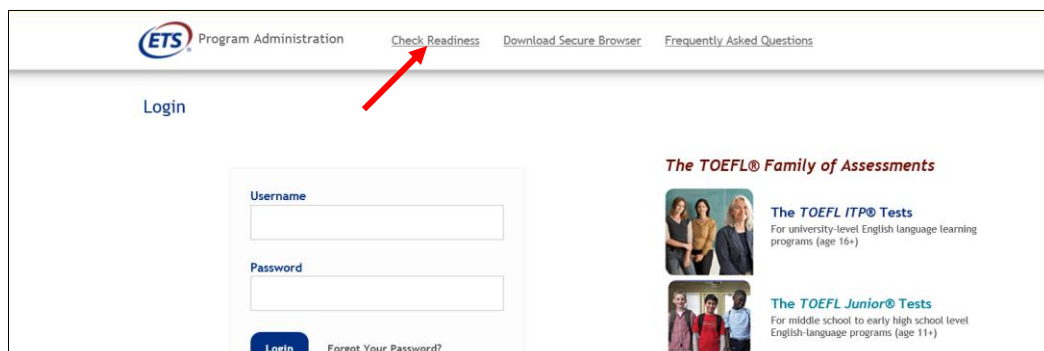 ETS Program Administration Check Readiness Download Secure Browser Frequently Asked Questions
Login
Username
Password
Login Forgot Your Password?
The TOEFL® Family of Assessments
The TOEFL ITP® Tests
For university-level English language learning
programs (age 16+)
The TOEFL Junior® Tests
For middle school to early high school level
English-language programs (age 11+)